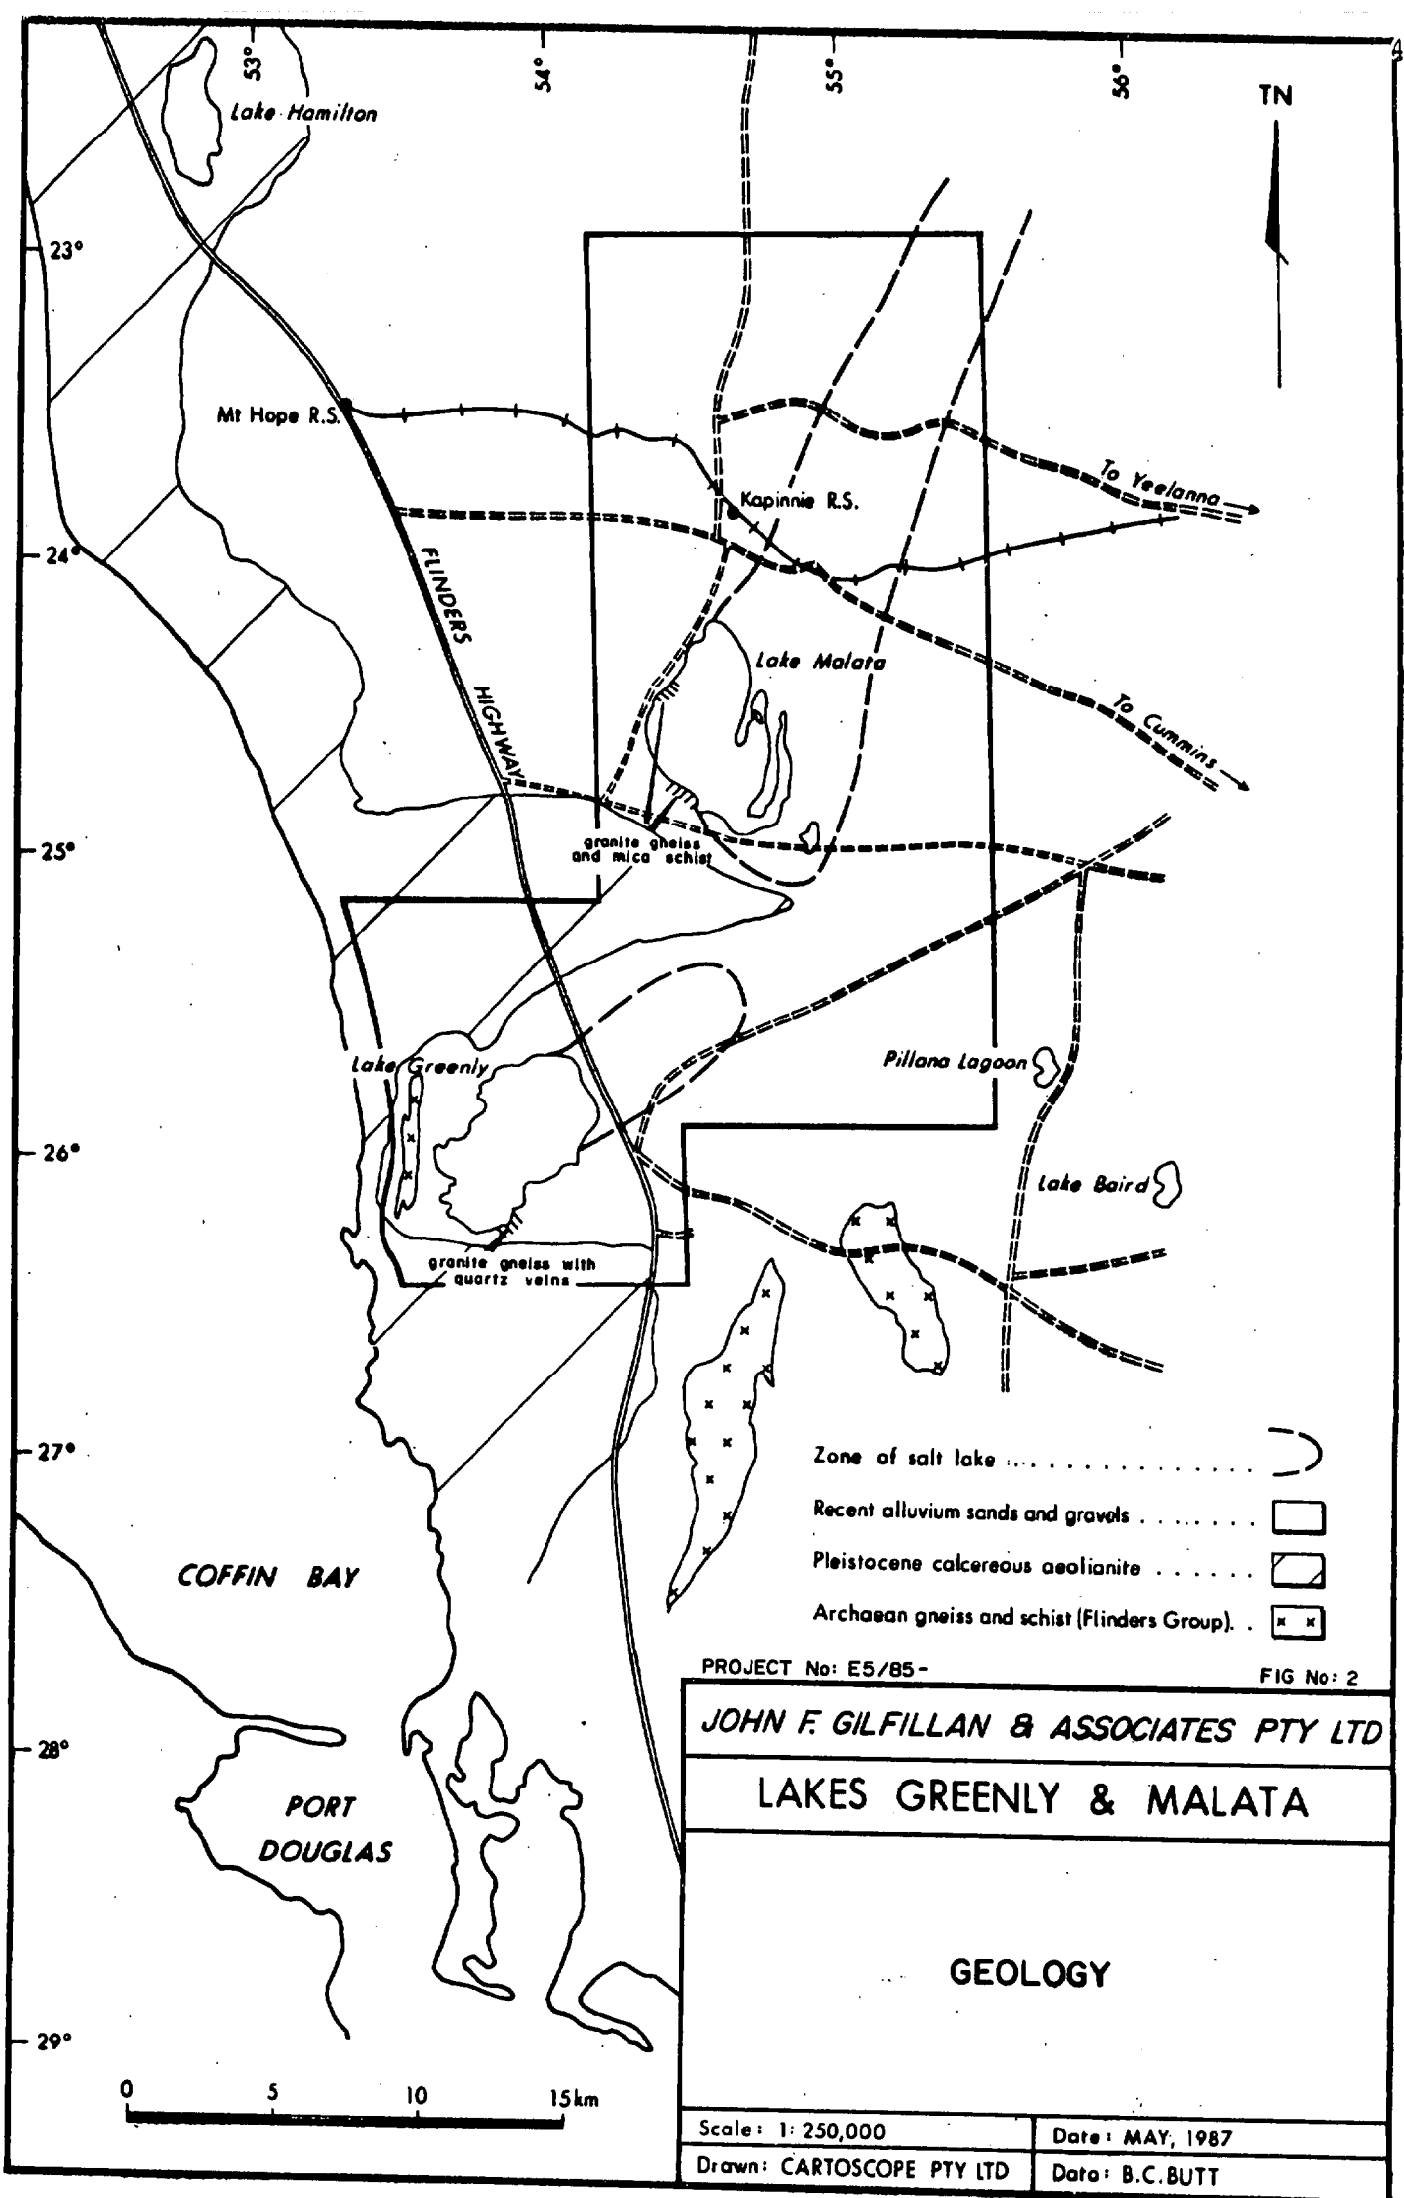 53°
54°
55°
56°
TN
Lake Hamilton
23°
Mt Hope R.S.
To Yeelanna
Kapinnie R.S.
24°
FLINDERS
HIGHWAY
Lake Malata
To Cummins
25°
granite gneiss
and mica schist
Lake Greenly
Pillana Lagoon
26°
Lake Baird
granite gneiss with
quartz veins
27°
Zone of salt lake
Recent alluvium sands and gravels
Pleistocene calcereous aeolianite
Archaean gneiss and schist (Flinders Group)
COFFIN BAY
PROJECT No: E5/85-
FIG No: 2
JOHN F. GILFILLAN & ASSOCIATES PTY LTD
28°
LAKES GREENLY & MALATA
PORT
DOUGLAS
GEOLOGY
29°
0 5 10 15km
Scale: 1: 250,000
Date: MAY, 1987
Drawn: CARTOSCOPE PTY LTD
Data: B.C.BUTT